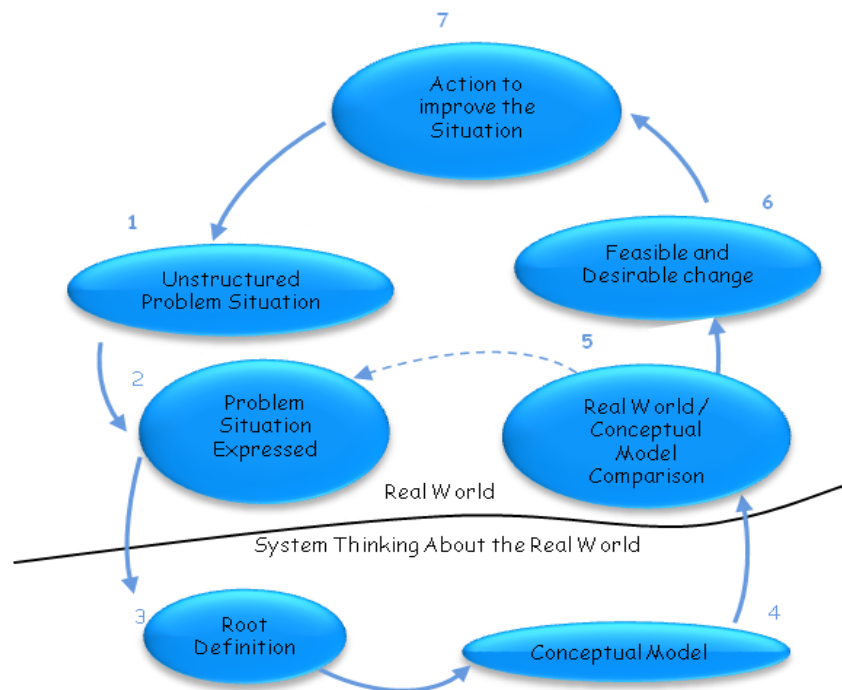 7
Action to
improve the
Situation
1
6
Unstructured
Problem Situation
Feasible and
Desirable change
5
2
Problem
Situation
Expressed
Real World /
Conceptual
Model
Comparison
Real World
System Thinking About the Real World
3
Root
Definition
4
Conceptual Model